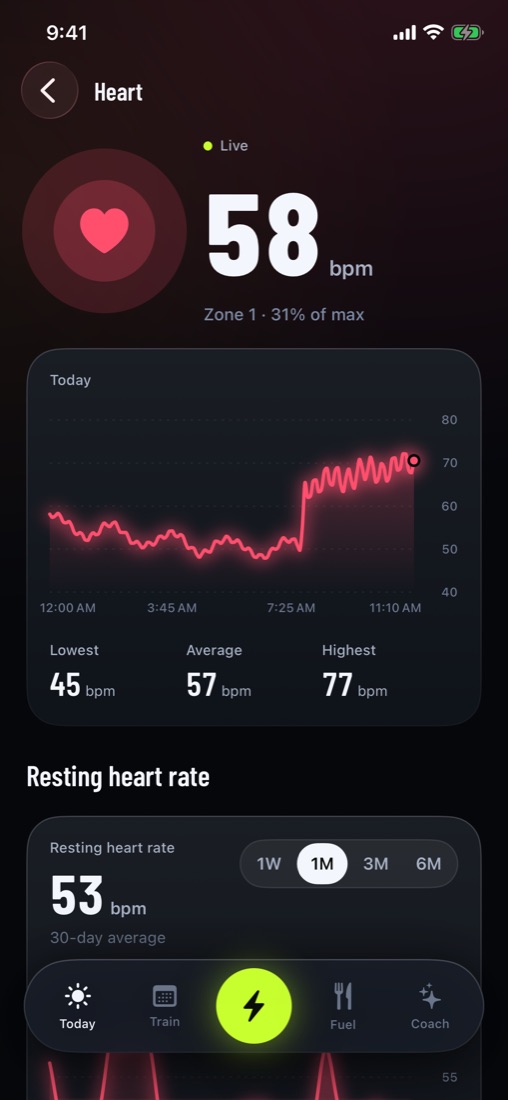 9:41
Heart
Live
58 bpm
Zone 1 · 31% of max
Today
80
70
60
50
40
12:00 AM 3:45 AM 7:25 AM 11:10 AM
Lowest Average Highest
45 bpm 57 bpm 77 bpm
Resting heart rate
Resting heart rate
1W 1M 3M 6M
53 bpm
30-day average
Today Train Fuel Coach
55